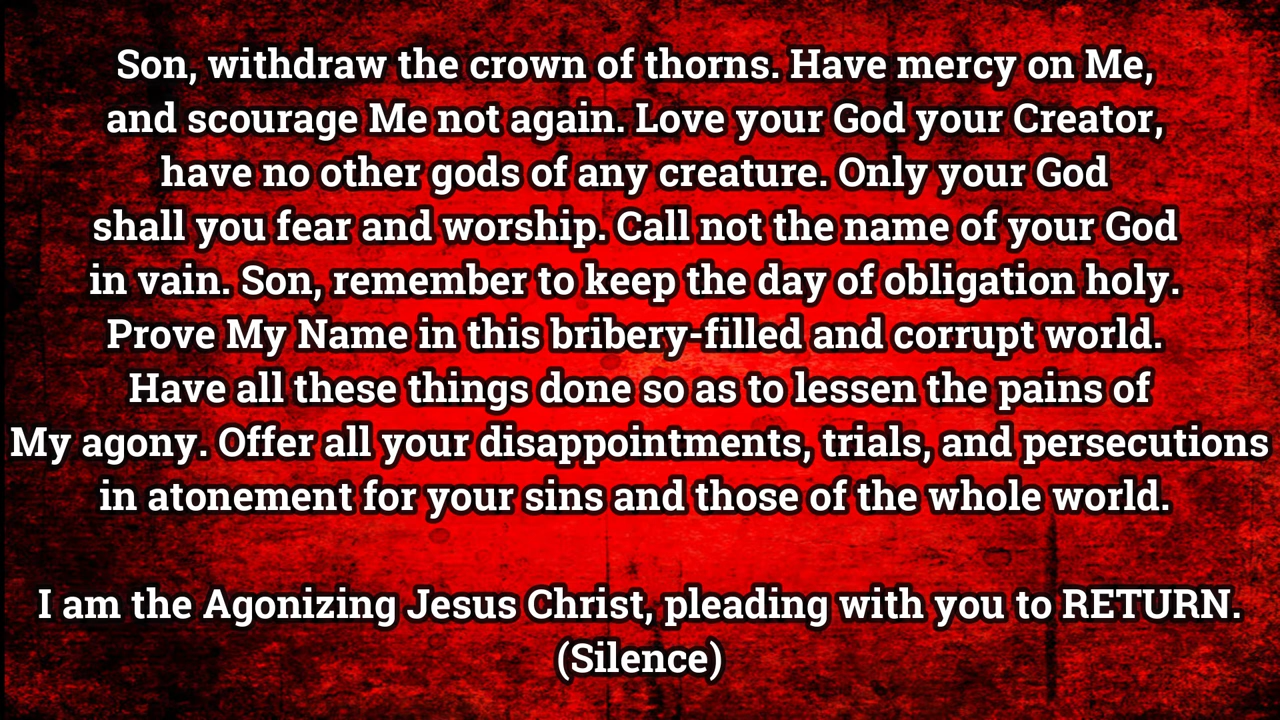 Son, withdraw the crown of thorns. Have mercy on Me,
and scourage Me not again. Love your God your Creator,
have no other gods of any creature. Only your God
shall you fear and worship. Call not the name of your God
in vain. Son, remember to keep the day of obligation holy.
Prove My Name in this bribery-filled and corrupt world.
Have all these things done so as to lessen the pains of
My agony. Offer all your disappointments, trials, and persecutions
in atonement for your sins and those of the whole world.
I am the Agonizing Jesus Christ, pleading with you to RETURN.
(Silence)